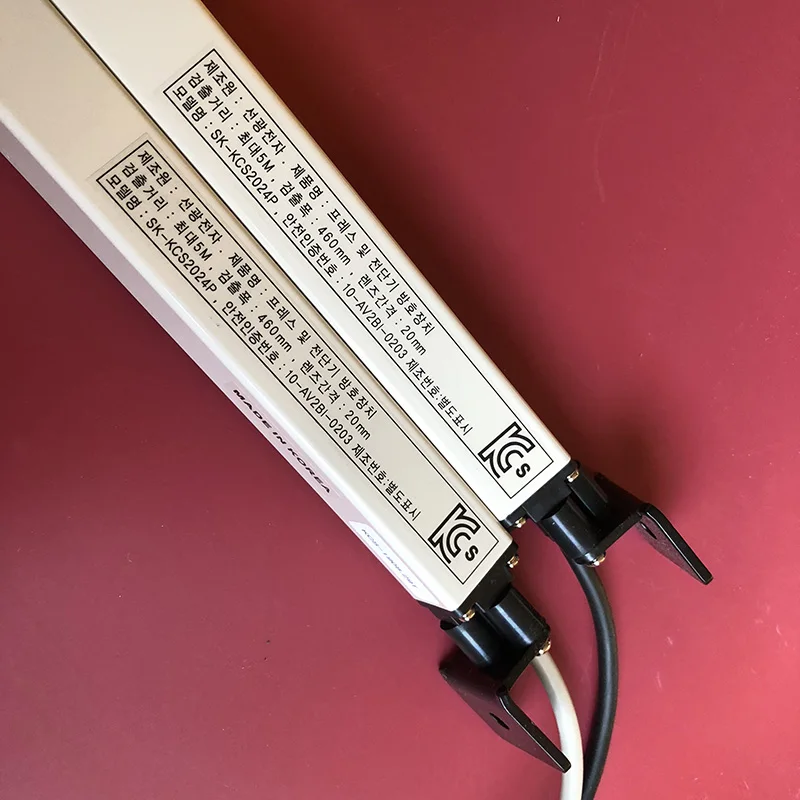 제조원 : 선광전자 제품명 : 프레스 및 전단기 방호장치
검출거리 : 최대5M, 검출폭 : 460mm, 렌즈간격 : 20mm
모델명 : SK-KCS2024P, 안전인증번호 : 10-AV2BI-0203 제조번호:별도표시
KCs
제조원 : 선광전자 제품명 : 프레스 및 전단기 방호장치
검출거리 : 최대5M, 검출폭 : 460mm, 렌즈간격 : 20mm
모델명 : SK-KCS2024P, 안전인증번호 : 10-AV2BI-0203 제조번호:별도표시
KCs
MADE IN KOREA